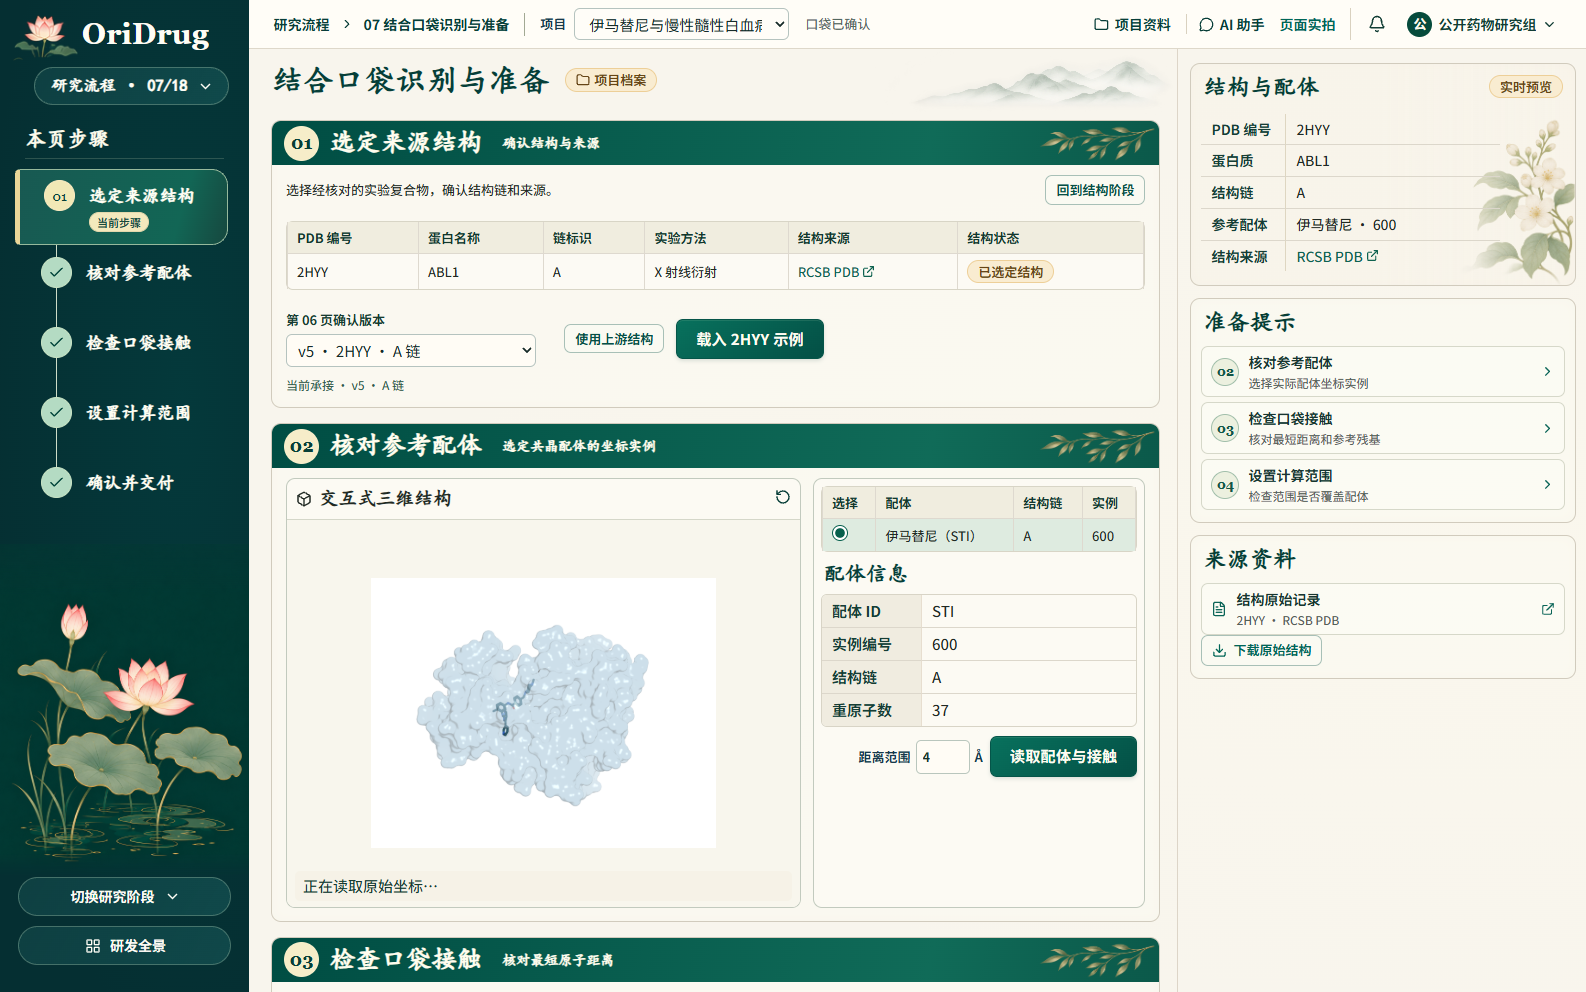 OriDrug
研究流程 • 07/18
本页步骤
01 选定来源结构
当前步骤
核对参考配体
检查口袋接触
设置计算范围
确认并交付
切换研究阶段
研发全景
研究流程 > 07 结合口袋识别与准备
项目 伊马替尼与慢性髓性白血病
口袋已确认
项目资料
AI 助手
页面实拍
公 公开药物研究组
结合口袋识别与准备
项目档案
01 选定来源结构 确认结构与来源
选择经核对的实验复合物，确认结构链和来源。
回到结构阶段
PDB 编号 蛋白名称 链标识 实验方法 结构来源 结构状态
2HYY ABL1 A X 射线衍射 RCSB PDB 已选定结构
第 06 页确认版本
v5 • 2HYY • A 链
使用上游结构
载入 2HYY 示例
当前承接 • v5 • A 链
02 核对参考配体 选定共晶配体的坐标实例
交互式三维结构
正在读取原始坐标…
选择 配体 结构链 实例
伊马替尼（STI） A 600
配体信息
配体 ID STI
实例编号 600
结构链 A
重原子数 37
距离范围 4 Å
读取配体与接触
03 检查口袋接触 核对最短原子距离
结构与配体
实时预览
PDB 编号 2HYY
蛋白质 ABL1
结构链 A
参考配体 伊马替尼 • 600
结构来源 RCSB PDB
准备提示
02 核对参考配体
选择实际配体坐标实例
03 检查口袋接触
核对最短距离和参考残基
04 设置计算范围
检查范围是否覆盖配体
来源资料
结构原始记录
2HYY • RCSB PDB
下载原始结构